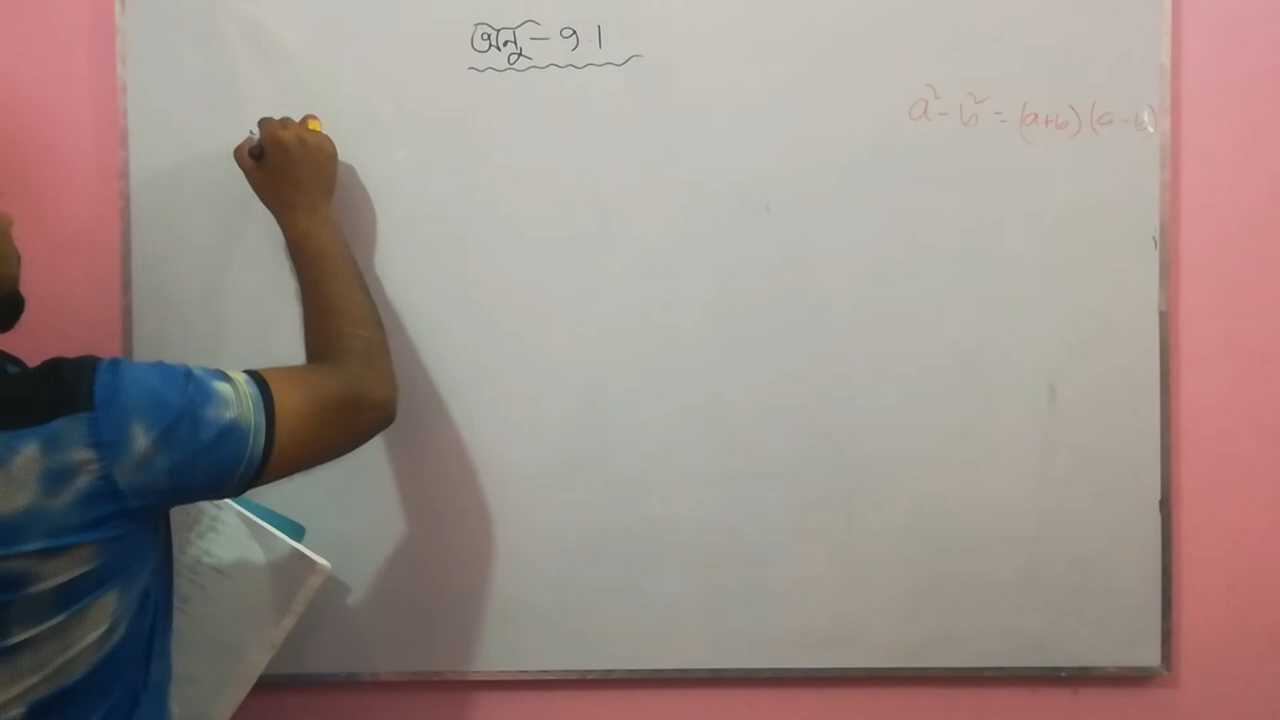 অনু - ৭।
a² - b² = (a+b) (a-b)